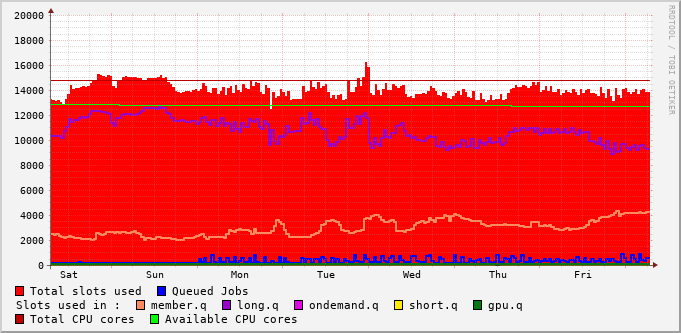 20000
18000
16000
14000
12000
10000
8000
6000
4000
2000
0
Sat Sun Mon Tue Wed Thu Fri
RRDTOOL / TOBI OETIKER
Total slots used Queued Jobs
Slots used in : member.q long.q ondemand.q short.q gpu.q
Total CPU cores Available CPU cores